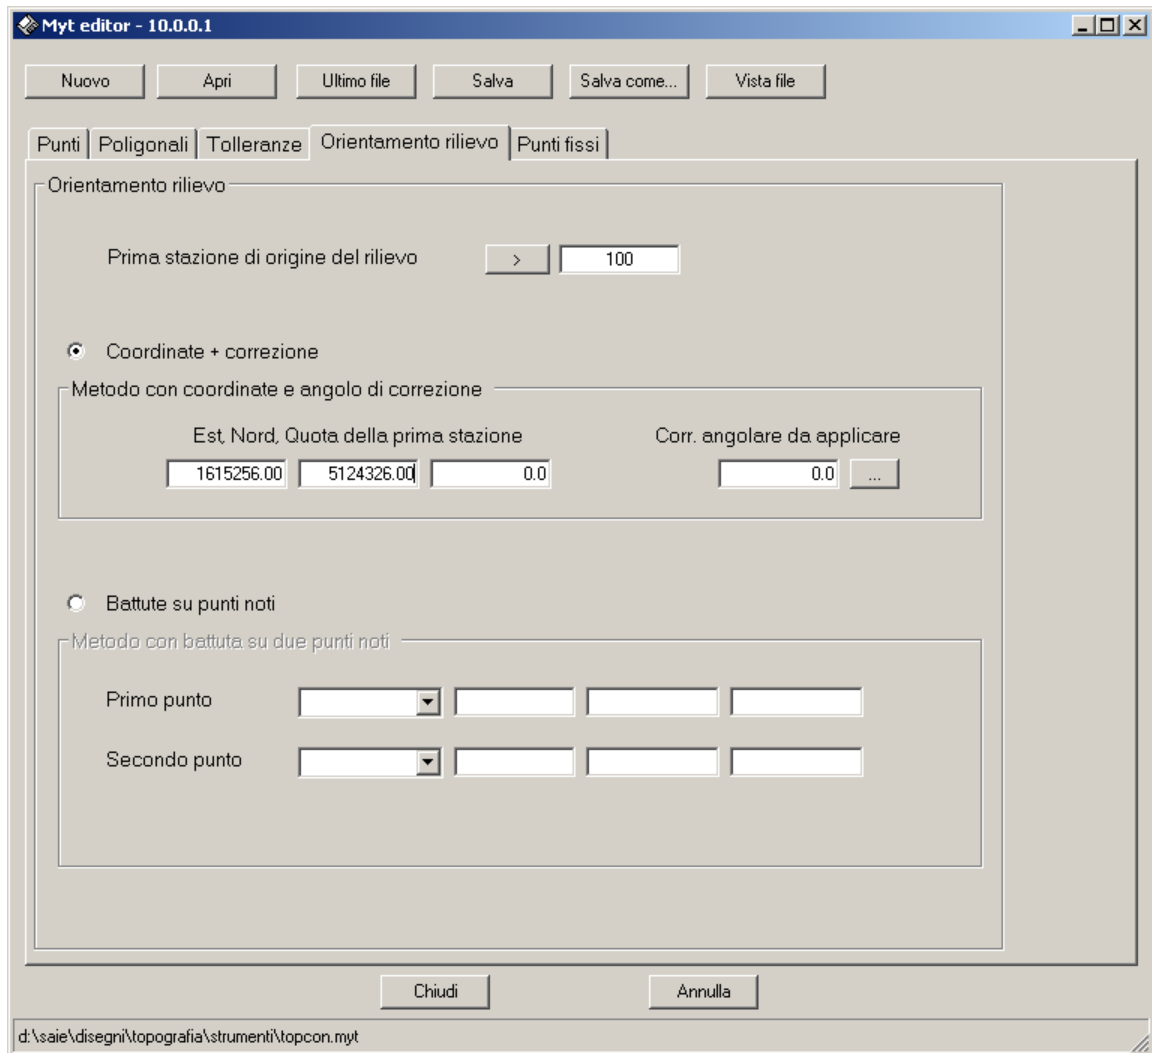 Myt editor - 10.0.0.1
Nuovo Apri Ultimo file Salva Salva come... Vista file
Punti Poligonali Tolleranze Orientamento rilievo Punti fissi
Orientamento rilievo
Prima stazione di origine del rilievo > 100
Coordinate + correzione
Metodo con coordinate e angolo di correzione
Est, Nord, Quota della prima stazione Corr. angolare da applicare
1615256.00 5124326.00 0.0 0.0 ...
Battute su punti noti
Metodo con battuta su due punti noti
Primo punto
Secondo punto
Chiudi Annulla
d:\saie\disegni\topografia\strumenti\topcon.myt